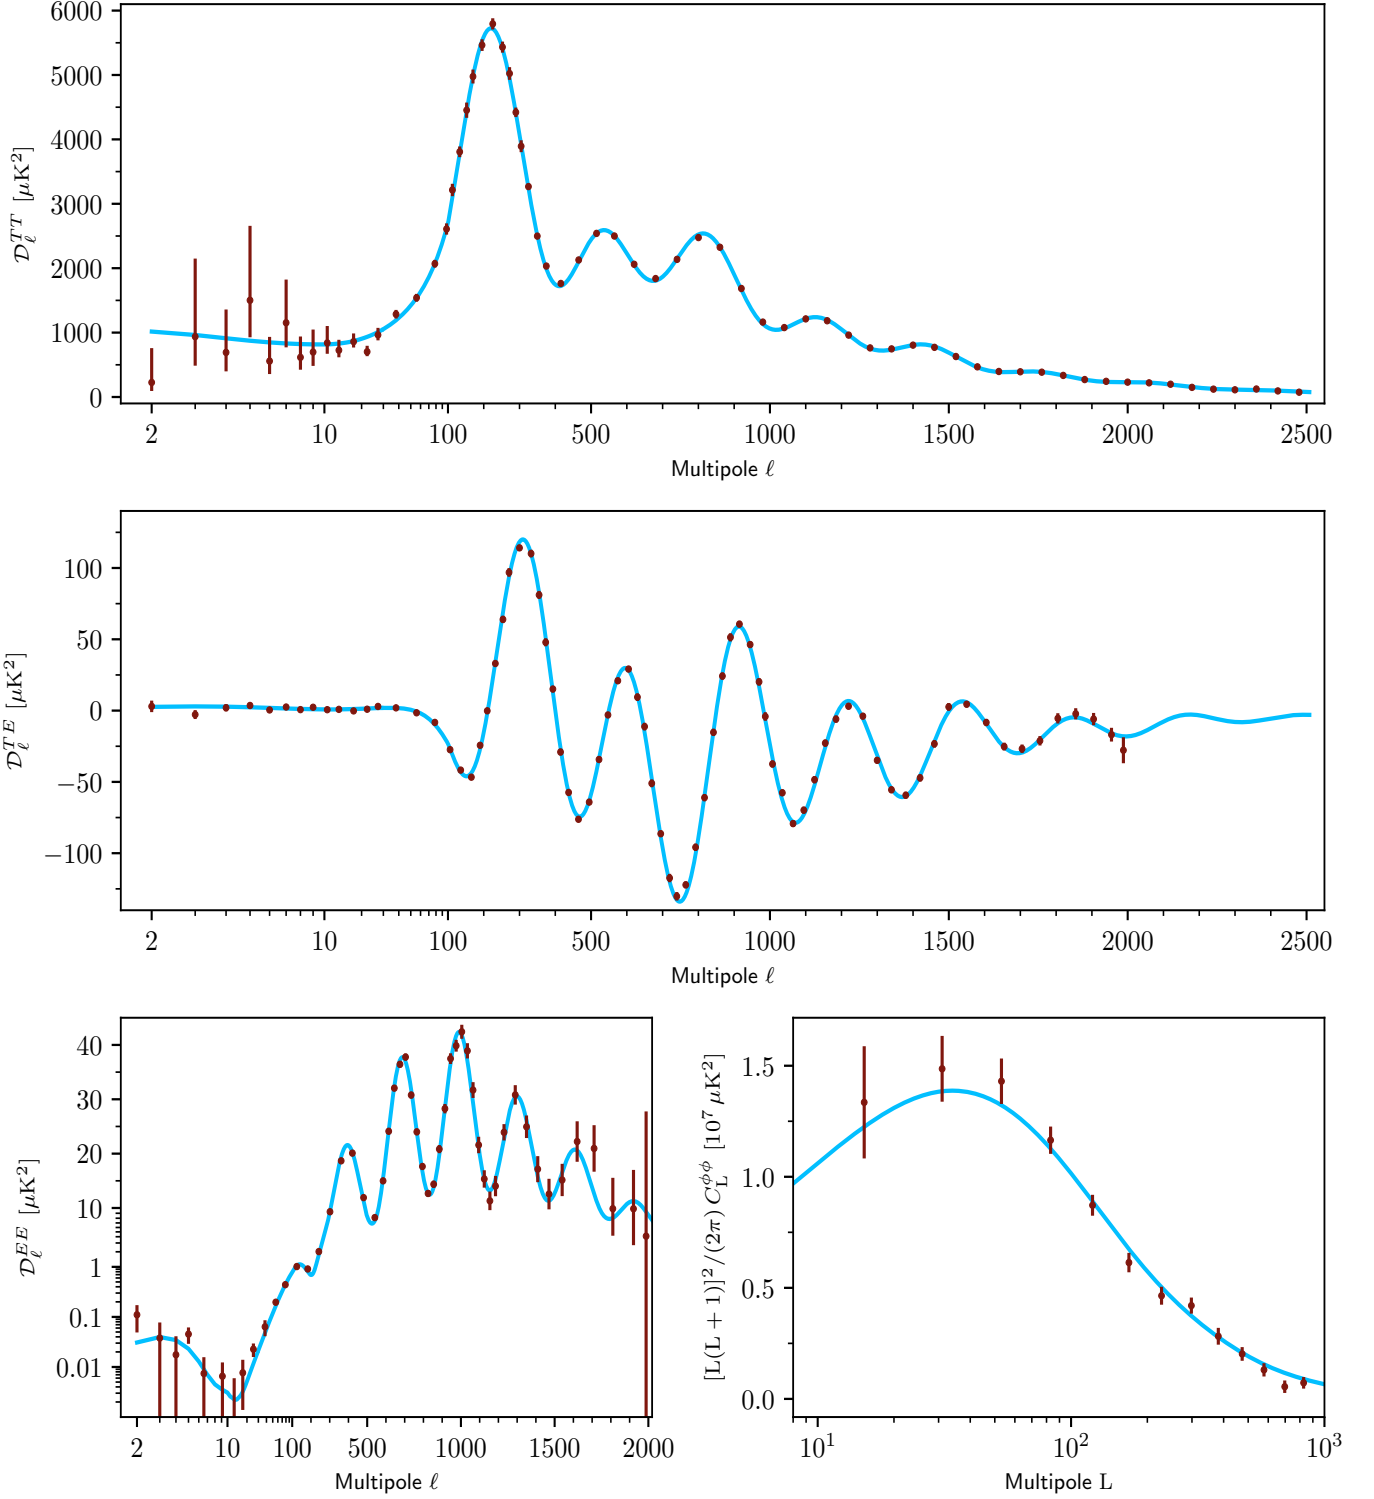 6000
5000
4000
3000
2000
1000
0
𝒟ℓ^TT [μK²]
2 10 100 500 1000 1500 2000 2500
Multipole ℓ
100
50
0
−50
−100
𝒟ℓ^TE [μK²]
2 10 100 500 1000 1500 2000 2500
Multipole ℓ
40
30
20
10
1
0.1
0.01
𝒟ℓ^EE [μK²]
2 10 100 500 1000 1500 2000
Multipole ℓ
1.5
1.0
0.5
0.0
[L(L + 1)]²/(2π) C_L^ϕϕ [10⁷ μK²]
10¹ 10² 10³
Multipole L